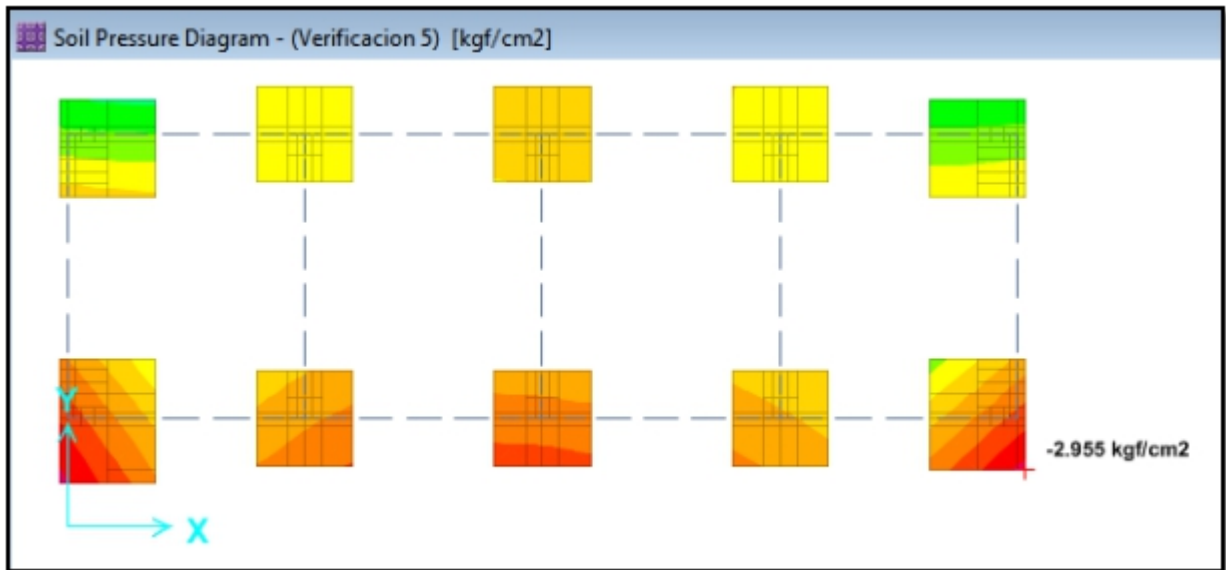 Soil Pressure Diagram - (Verificacion 5) [kgf/cm2]
Y
-2.955 kgf/cm2
X